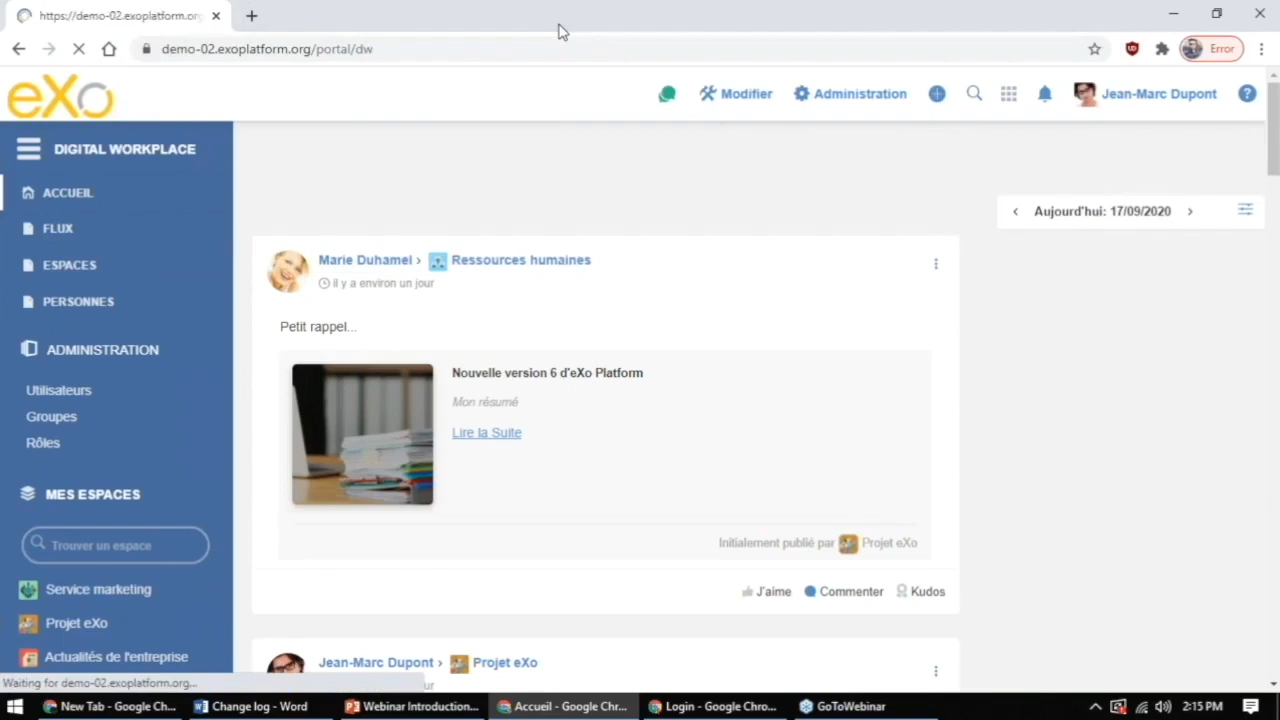 https://demo-02.exoplatform.org
demo-02.exoplatform.org/portal/dw
Error
eXo
Modifier
Administration
Jean-Marc Dupont
DIGITAL WORKPLACE
ACCUEIL
FLUX
ESPACES
PERSONNES
ADMINISTRATION
Utilisateurs
Groupes
Rôles
MES ESPACES
Trouver un espace
Service marketing
Projet eXo
Actualités de l'entreprise
Aujourd'hui: 17/09/2020
Marie Duhamel › Ressources humaines
il y a environ un jour
Petit rappel...
Nouvelle version 6 d'eXo Platform
Mon résumé
Lire la Suite
Initialement publié par Projet eXo
J'aime Commenter Kudos
Jean-Marc Dupont › Projet eXo
Waiting for demo-02.exoplatform.org...
New Tab - Google Ch...
Change log - Word
Webinar Introduction...
Accueil - Google Chr...
Login - Google Chro...
GoToWebinar
2:15 PM